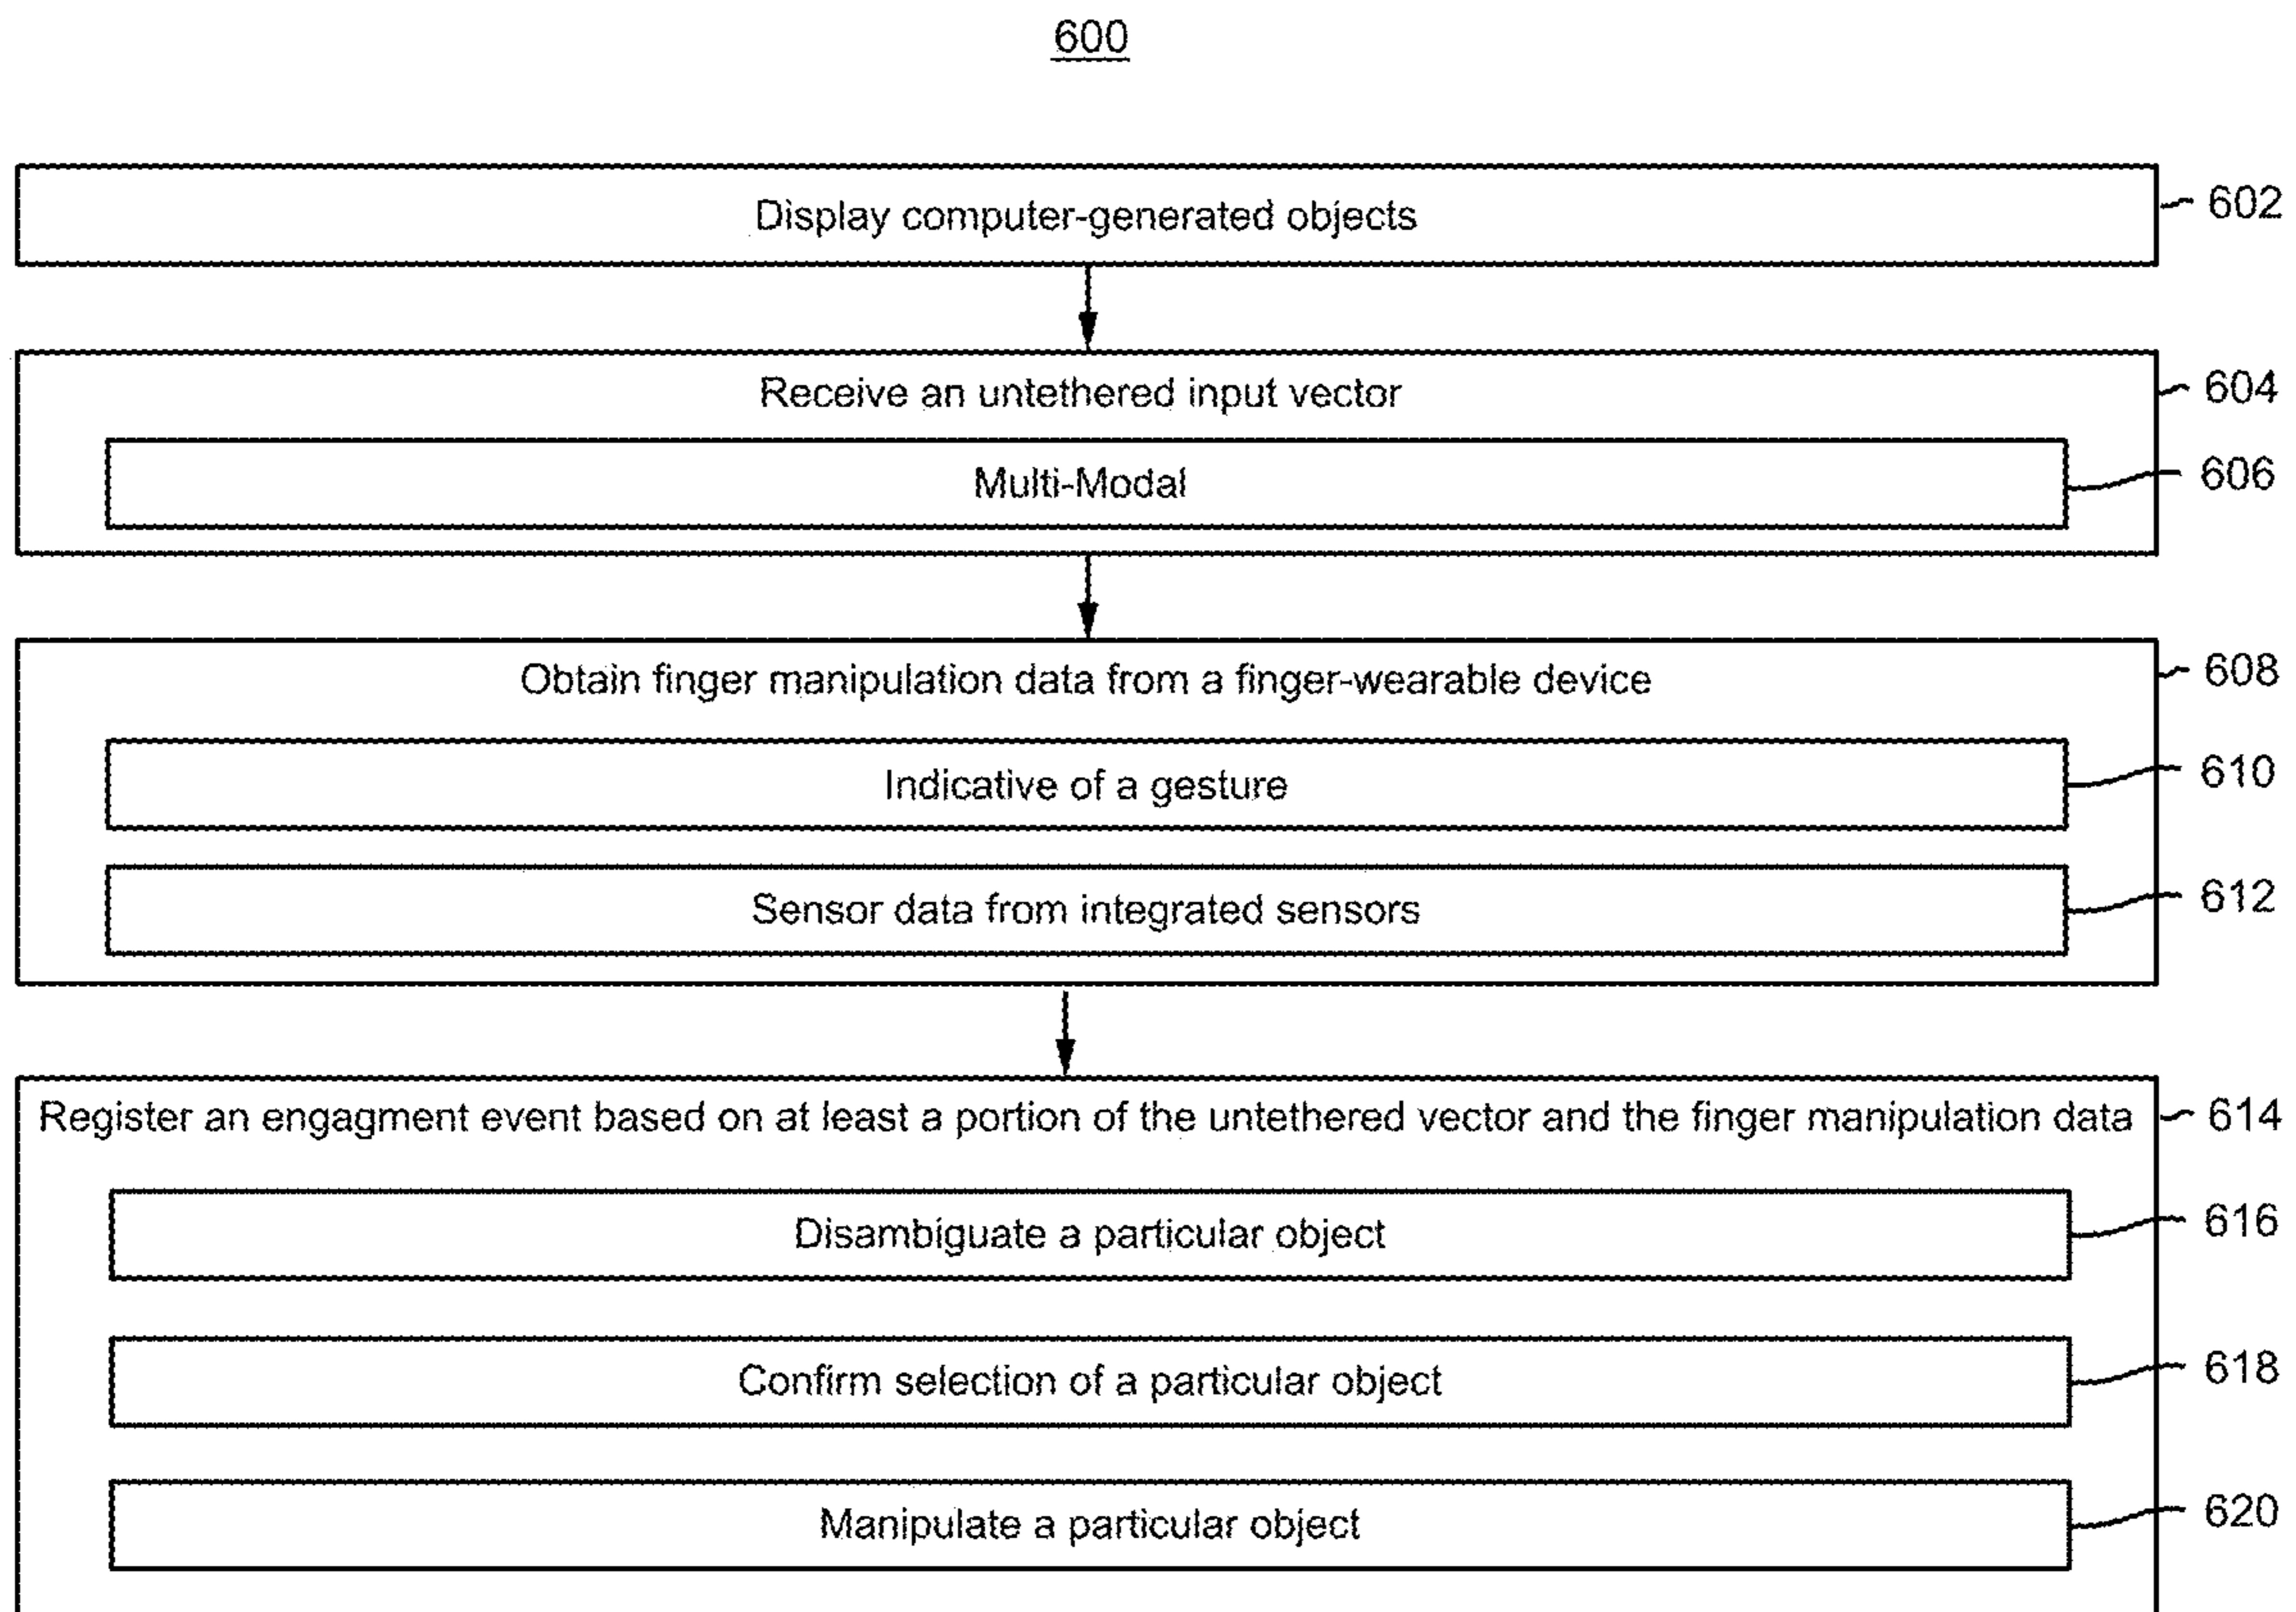 600
Display computer-generated objects
602
Receive an untethered input vector
604
Multi-Modal
606
Obtain finger manipulation data from a finger-wearable device
608
Indicative of a gesture
610
Sensor data from integrated sensors
612
Register an engagment event based on at least a portion of the untethered vector and the finger manipulation data
614
Disambiguate a particular object
616
Confirm selection of a particular object
618
Manipulate a particular object
620